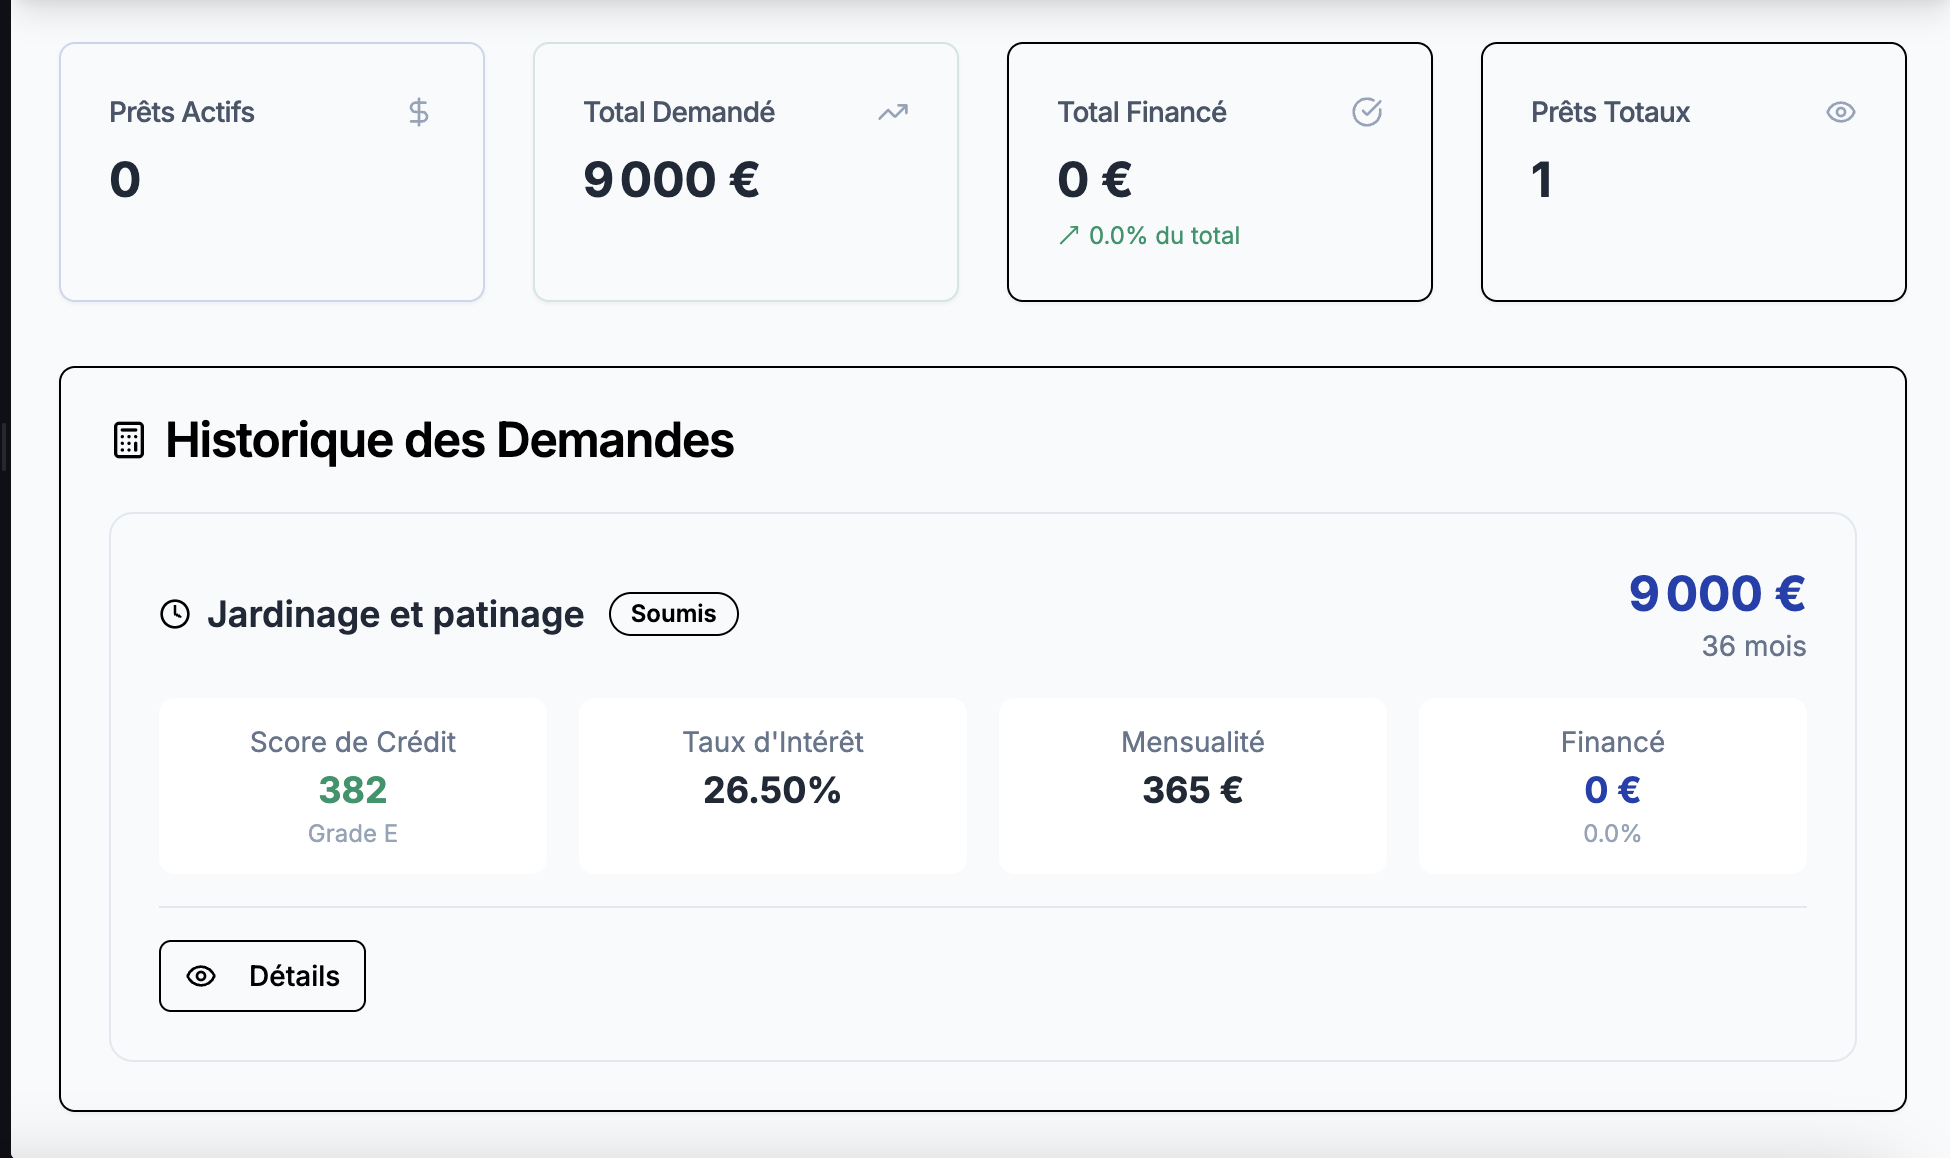 Prêts Actifs
0
Total Demandé
9 000 €
Total Financé
0 €
0.0% du total
Prêts Totaux
1
Historique des Demandes
Jardinage et patinage
Soumis
9 000 €
36 mois
Score de Crédit
382
Grade E
Taux d'Intérêt
26.50%
Mensualité
365 €
Financé
0 €
0.0%
Détails